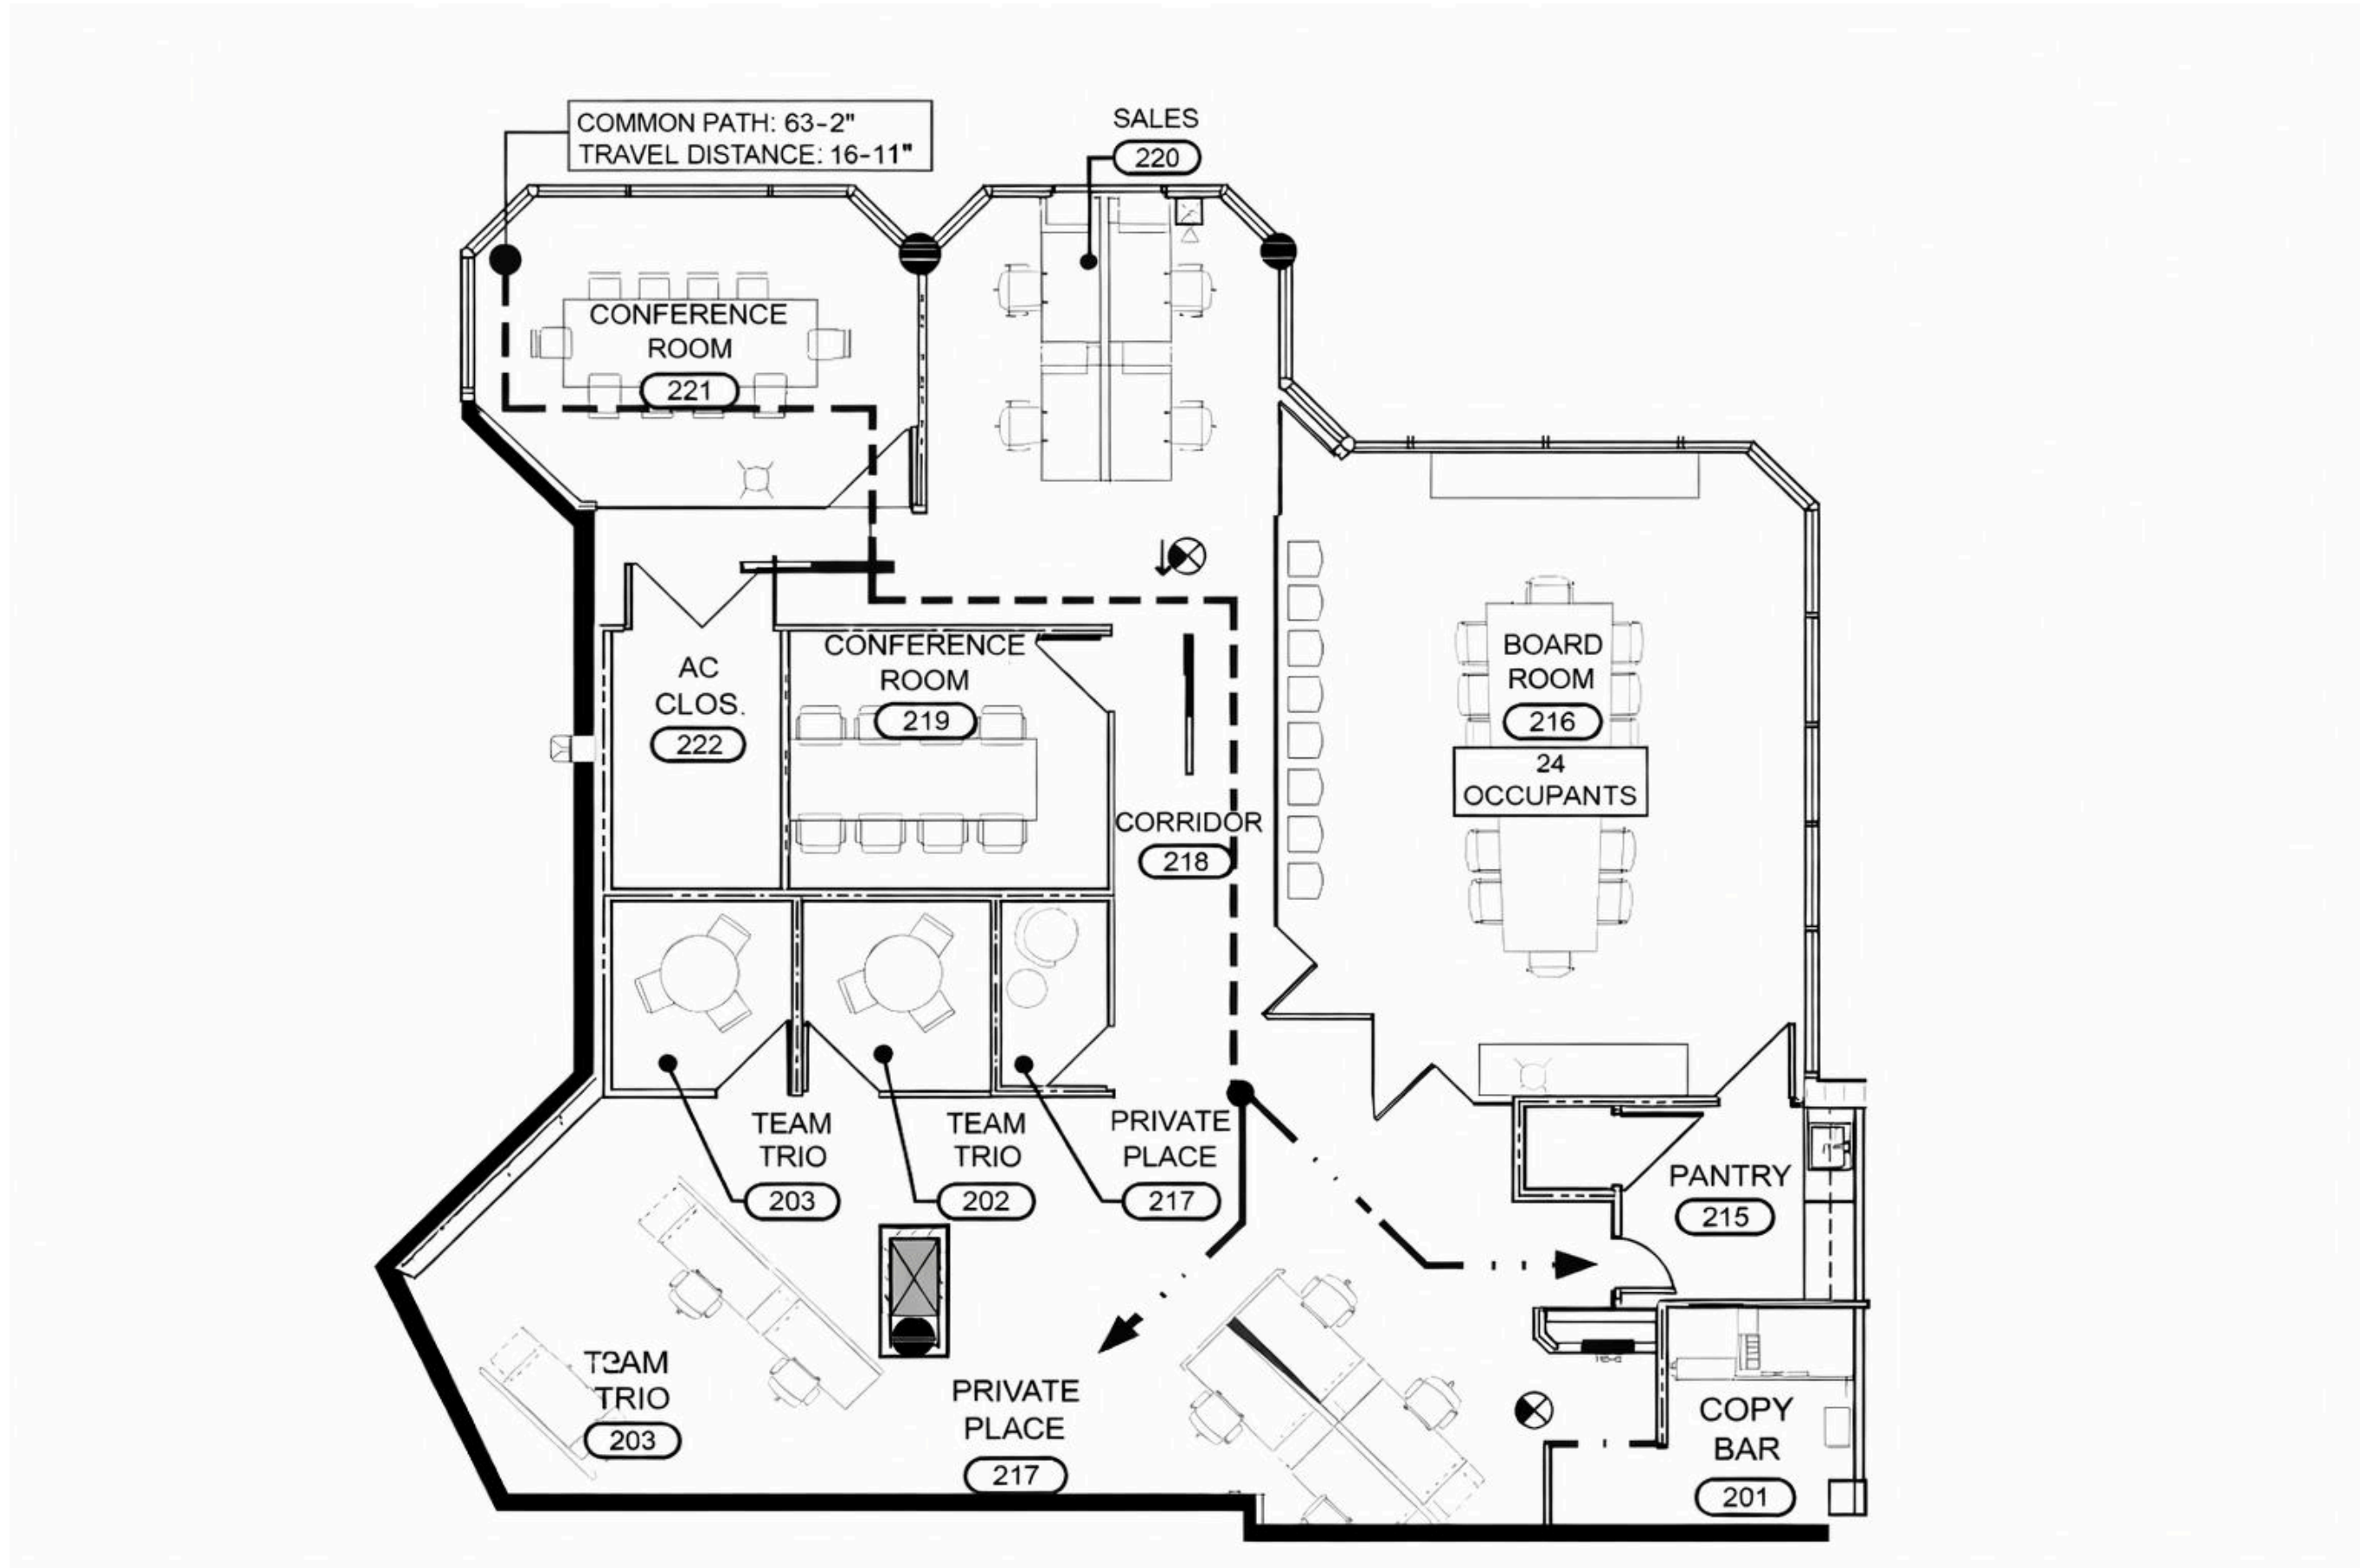 COMMON PATH: 63-2"
TRAVEL DISTANCE: 16-11"
SALES
220
CONFERENCE
ROOM
221
CONFERENCE
ROOM
219
AC
CLOS.
222
BOARD
ROOM
216
24
OCCUPANTS
CORRIDOR
218
TEAM
TRIO
203
TEAM
TRIO
202
PRIVATE
PLACE
217
PANTRY
215
TRIO
203
PRIVATE
PLACE
217
COPY
BAR
201